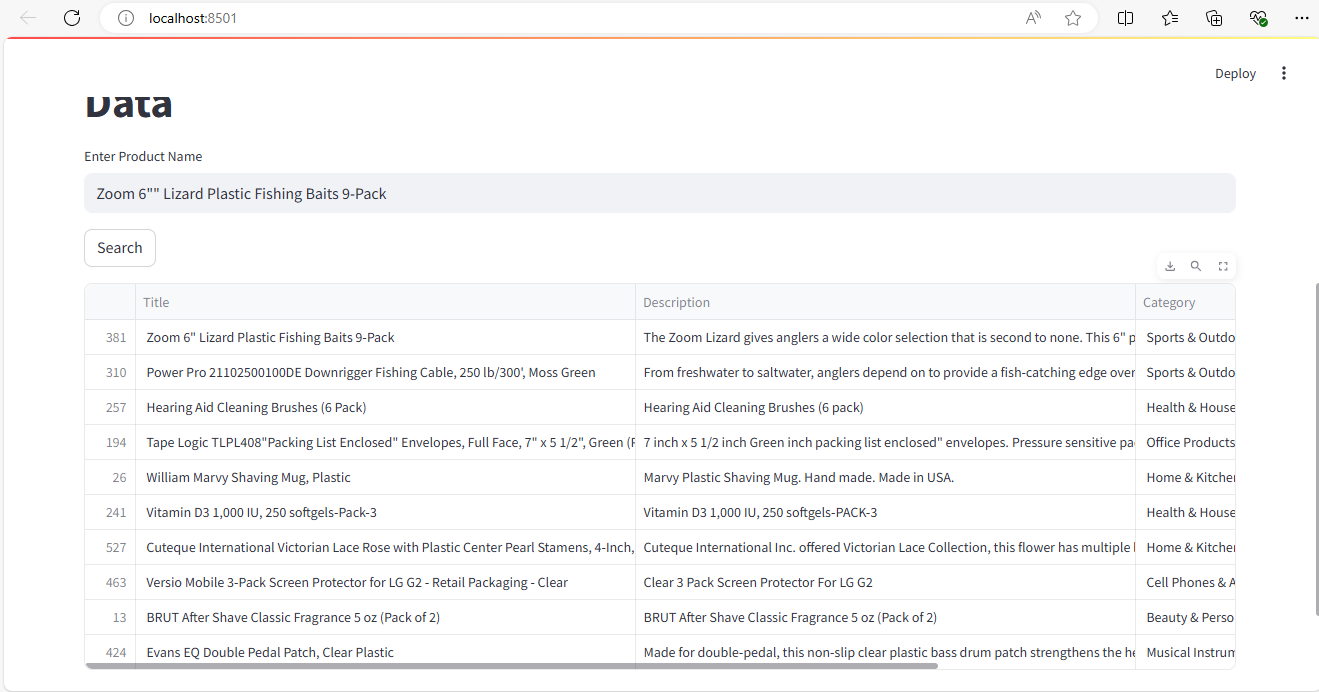 localhost:8501
Deploy
Data
Enter Product Name
Zoom 6"" Lizard Plastic Fishing Baits 9-Pack
Search
Title Description Category
381 Zoom 6" Lizard Plastic Fishing Baits 9-Pack The Zoom Lizard gives anglers a wide color selection that is second to none. This 6" p Sports & Outdo
310 Power Pro 21102500100DE Downrigger Fishing Cable, 250 lb/300', Moss Green From freshwater to saltwater, anglers depend on to provide a fish-catching edge over Sports & Outdo
257 Hearing Aid Cleaning Brushes (6 Pack) Hearing Aid Cleaning Brushes (6 pack) Health & House
194 Tape Logic TLPL408"Packing List Enclosed" Envelopes, Full Face, 7" x 5 1/2", Green (P 7 inch x 5 1/2 inch Green inch packing list enclosed" envelopes. Pressure sensitive pa Office Products
26 William Marvy Shaving Mug, Plastic Marvy Plastic Shaving Mug. Hand made. Made in USA. Home & Kitche
241 Vitamin D3 1,000 IU, 250 softgels-Pack-3 Vitamin D3 1,000 IU, 250 softgels-PACK-3 Health & House
527 Cuteque International Victorian Lace Rose with Plastic Center Pearl Stamens, 4-Inch, Cuteque International Inc. offered Victorian Lace Collection, this flower has multiple Home & Kitche
463 Versio Mobile 3-Pack Screen Protector for LG G2 - Retail Packaging - Clear Clear 3 Pack Screen Protector For LG G2 Cell Phones & A
13 BRUT After Shave Classic Fragrance 5 oz (Pack of 2) BRUT After Shave Classic Fragrance 5 oz (Pack of 2) Beauty & Perso
424 Evans EQ Double Pedal Patch, Clear Plastic Made for double-pedal, this non-slip clear plastic bass drum patch strengthens the he Musical Instrum